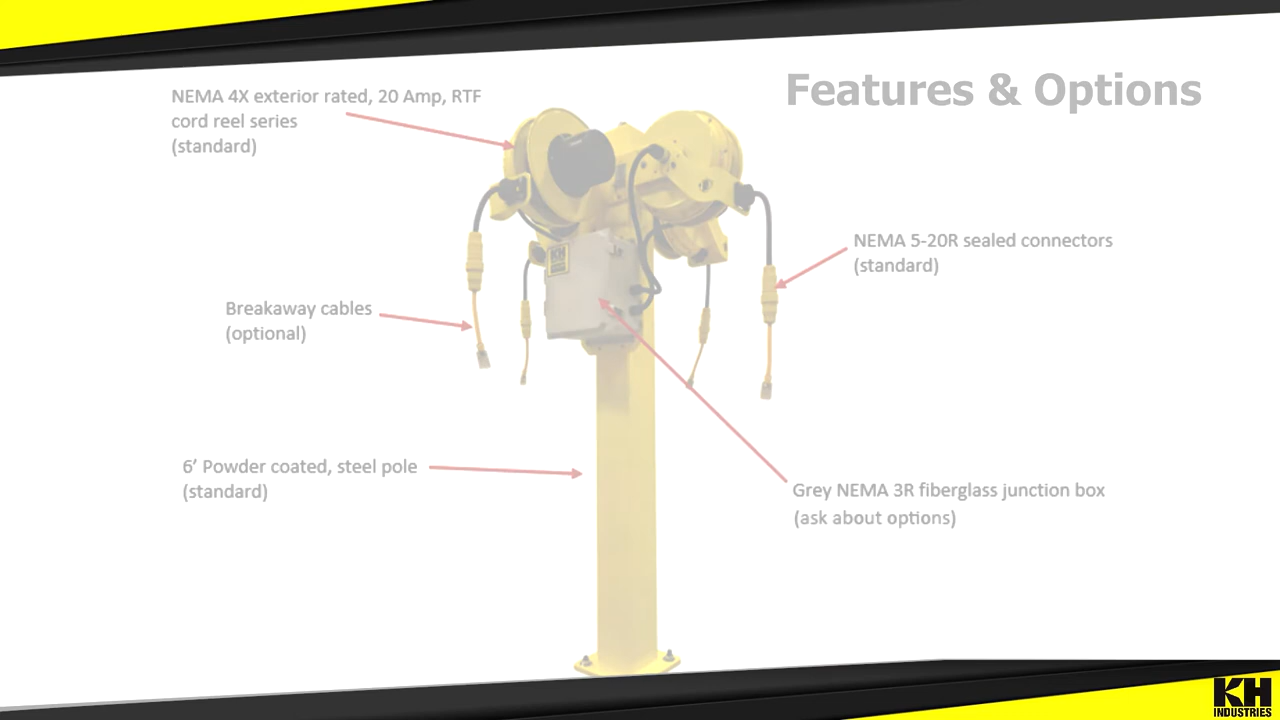 Features & Options
NEMA 4X exterior rated, 20 Amp, RTF
cord reel series
(standard)
NEMA 5-20R sealed connectors
(standard)
Breakaway cables
(optional)
6’ Powder coated, steel pole
(standard)
Grey NEMA 3R fiberglass junction box
(ask about options)
KH
KH
INDUSTRIES